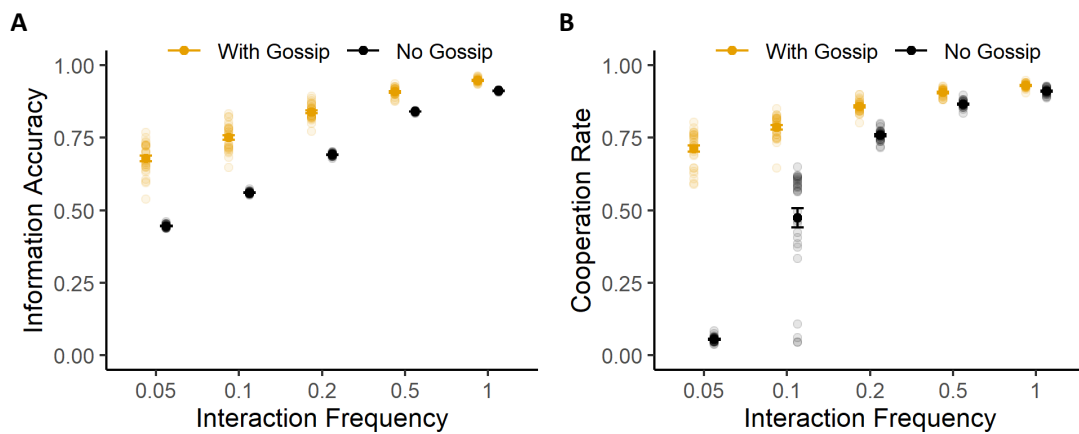 A
With Gossip No Gossip
1.00
0.75
0.50
0.25
0.00
Information Accuracy
0.05 0.1 0.2 0.5 1
Interaction Frequency
B
With Gossip No Gossip
1.00
0.75
0.50
0.25
0.00
Cooperation Rate
0.05 0.1 0.2 0.5 1
Interaction Frequency